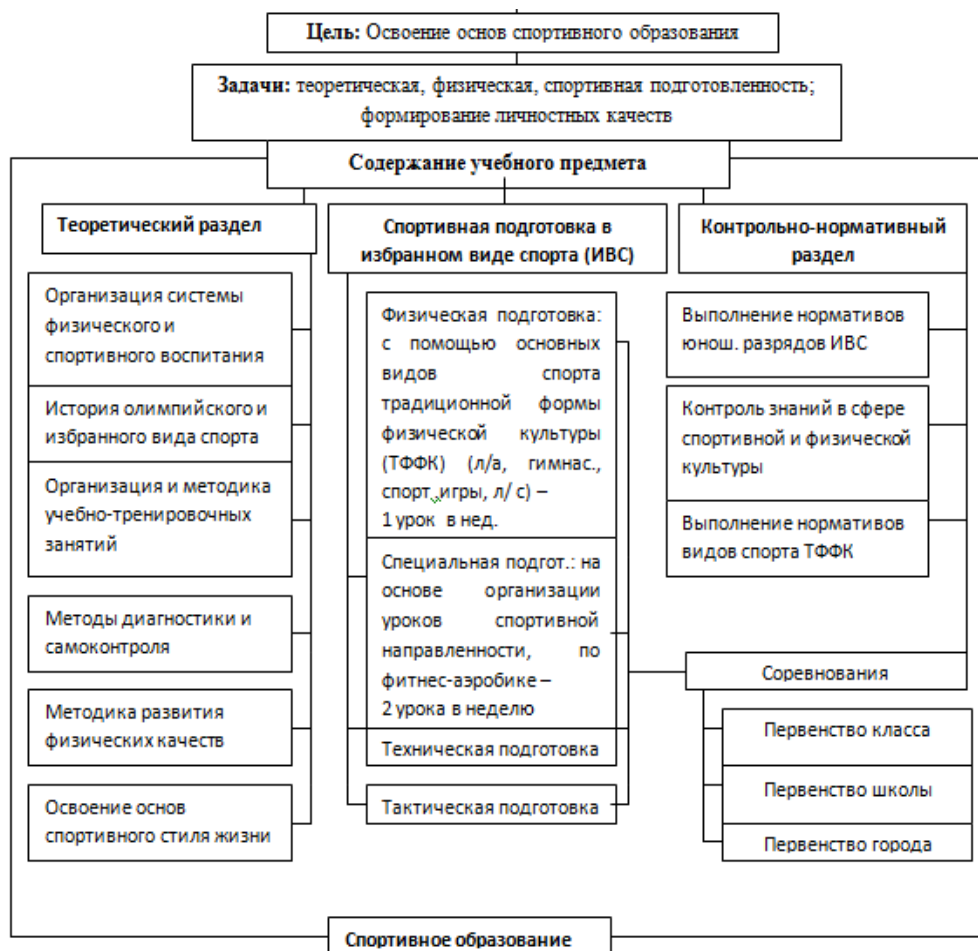 Цель: Освоение основ спортивного образования
Задачи: теоретическая, физическая, спортивная подготовленность;
формирование личностных качеств
Содержание учебного предмета
Теоретический раздел
Организация системы
физического и
спортивного воспитания
История олимпийского и
избранного вида спорта
Организация и методика
учебно-тренировочных
занятий
Методы диагностики и
самоконтроля
Методика развития
физических качеств
Освоение основ
спортивного стиля жизни
Спортивная подготовка в
избранном виде спорта (ИВС)
Физическая подготовка:
с помощью основных
видов спорта
традиционной формы
физической культуры
(ТФФК) (л/а, гимнас.,
спорт.игры, л/ с) –
1 урок в нед.
Специальная подгот.: на
основе организации
уроков спортивной
направленности, по
фитнес-аэробике –
2 урока в неделю
Техническая подготовка
Тактическая подготовка
Контрольно-нормативный
раздел
Выполнение нормативов
юнош. разрядов ИВС
Контроль знаний в сфере
спортивной и физической
культуры
Выполнение нормативов
видов спорта ТФФК
Соревнования
Первенство класса
Первенство школы
Первенство города
Спортивное образование